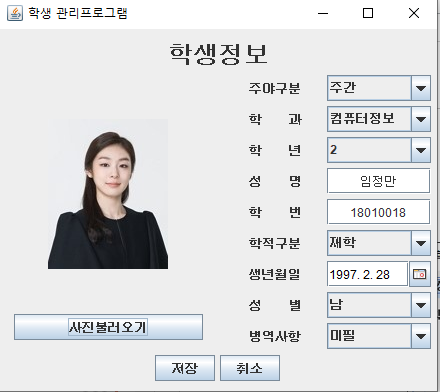 학생 관리프로그램
학생정보
주야구분 주간
학 과 컴퓨터정보
학 년 2
성 명 임정만
학 번 18010018
학적구분 재학
생년월일 1997. 2. 28
성 별 남
병역사항 미필
사진불러오기
저장 취소